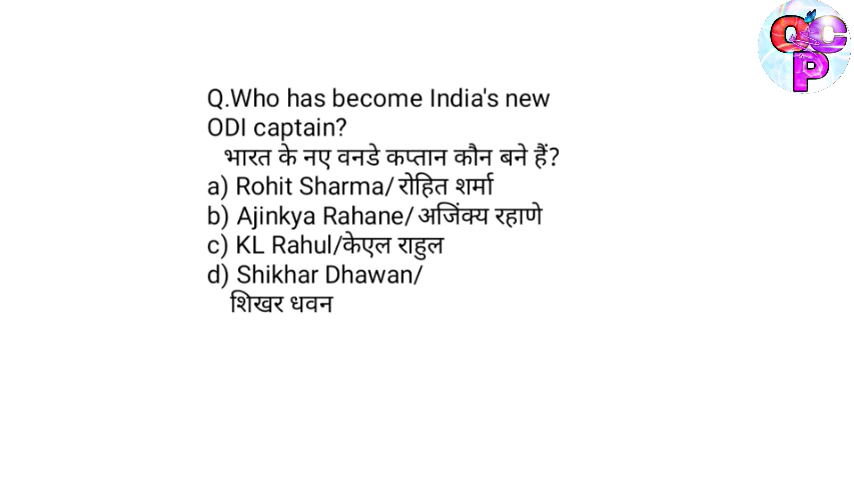 QC
P
Q.Who has become India's new
ODI captain?
भारत के नए वनडे कप्तान कौन बने हैं?
a) Rohit Sharma/ रोहित शर्मा
b) Ajinkya Rahane/ अजिंक्य रहाणे
c) KL Rahul/केएल राहुल
d) Shikhar Dhawan/
शिखर धवन